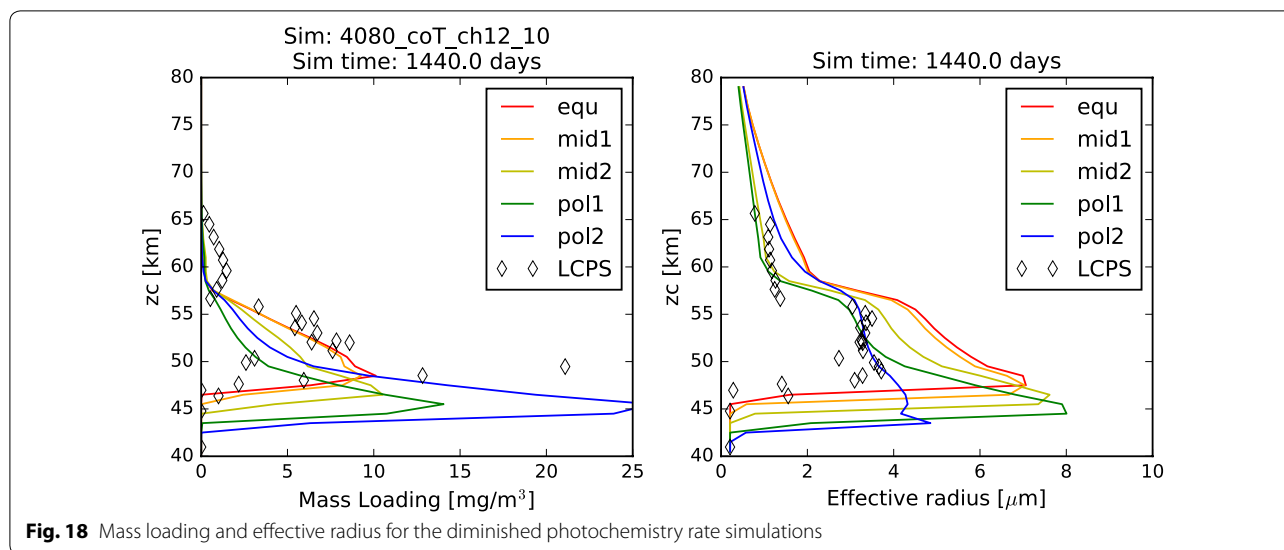 Sim: 4080_coT_ch12_10
Sim time: 1440.0 days
80
75
70
65
60
55
50
45
40
zc [km]
0
5
10
15
20
25
Mass Loading [mg/m³]
equ
mid1
mid2
pol1
pol2
LCPS
Sim time: 1440.0 days
80
75
70
65
60
55
50
45
40
zc [km]
0
2
4
6
8
10
Effective radius [μm]
equ
mid1
mid2
pol1
pol2
LCPS
Fig. 18 Mass loading and effective radius for the diminished photochemistry rate simulations